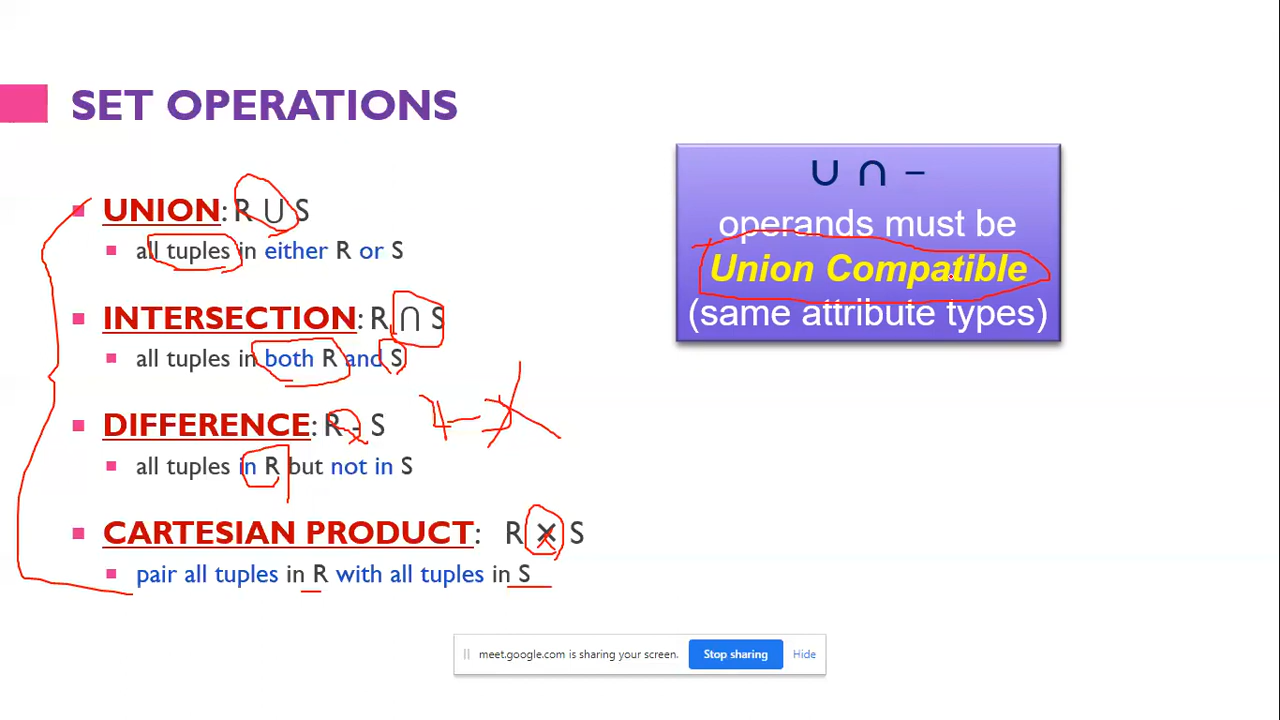 SET OPERATIONS
UNION: R ∪ S
all tuples in either R or S
INTERSECTION: R ∩ S
all tuples in both R and S
DIFFERENCE: R - S
all tuples in R but not in S
CARTESIAN PRODUCT: R × S
pair all tuples in R with all tuples in S
∪ ∩ –
operands must be
Union Compatible
(same attribute types)
meet.google.com is sharing your screen.
Stop sharing
Hide